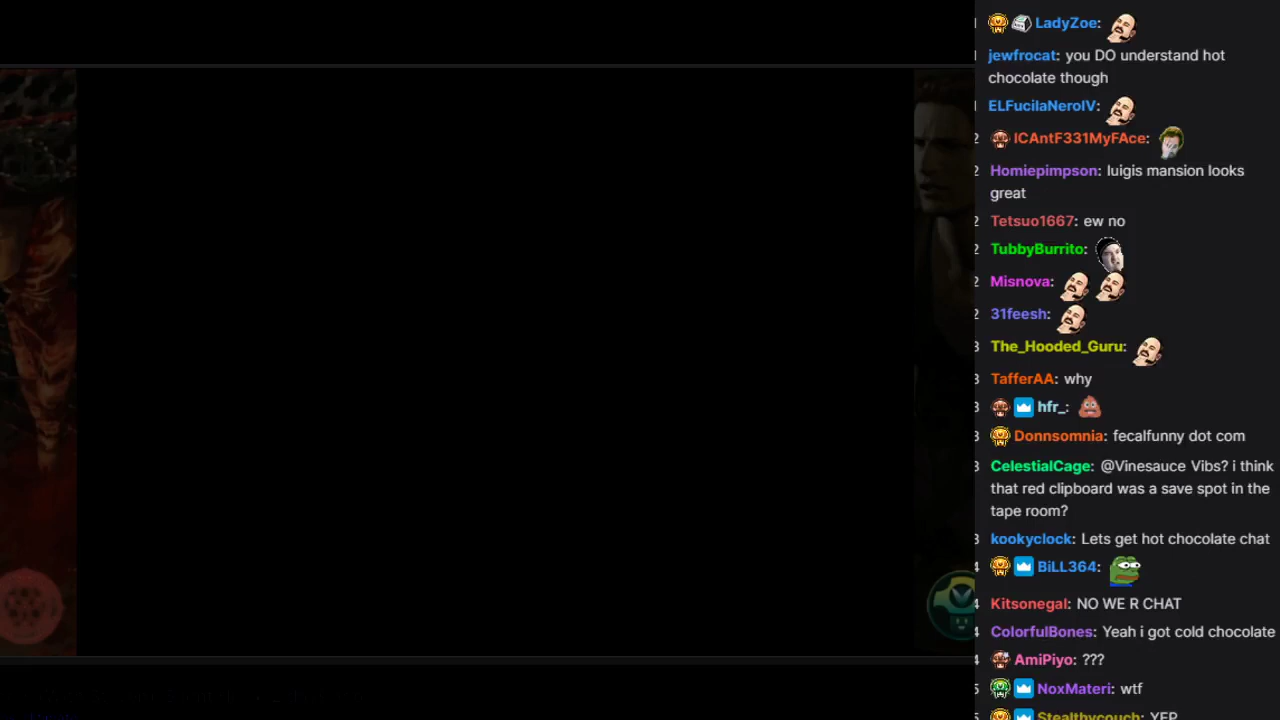 LadyZoe:
jewfrocat: you DO understand hot
chocolate though
ELFucilaNeroIV:
ICAntF331MyFAce:
Homiepimpson: luigis mansion looks
great
Tetsuo1667: ew no
TubbyBurrito:
Misnova:
31feesh:
The_Hooded_Guru:
TafferAA: why
hfr_:
Donnsomnia: fecalfunny dot com
CelestialCage: @Vinesauce Vibs? i think
that red clipboard was a save spot in the
tape room?
kookyclock: Lets get hot chocolate chat
BiLL364:
Kitsonegal: NO WE R CHAT
ColorfulBones: Yeah i got cold chocolate
AmiPiyo: ???
NoxMateri: wtf
Stealthycouch: YEP